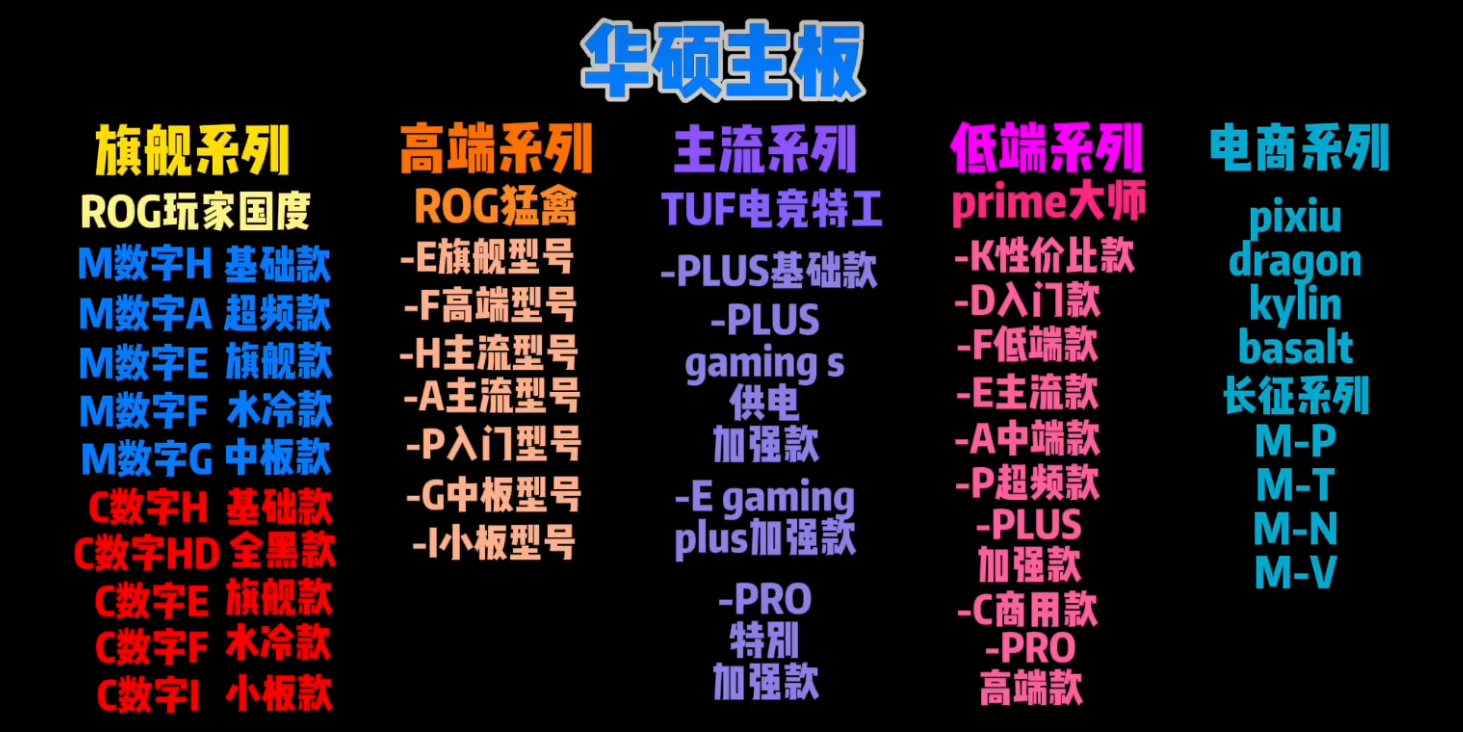 华硕主板
旗舰系列
ROG玩家国度
M数字H 基础款
M数字A 超频款
M数字E 旗舰款
M数字F 水冷款
M数字G 中板款
C数字H 基础款
C数字HD 全黑款
C数字E 旗舰款
C数字F 水冷款
C数字I 小板款
高端系列
ROG猛禽
-E旗舰型号
-F高端型号
-H主流型号
-A主流型号
-P入门型号
-G中板型号
-I小板型号
主流系列
TUF电竞特工
-PLUS基础款
-PLUS
gaming s
供电
加强款
-E gaming
plus加强款
-PRO
特别
加强款
低端系列
prime大师
-K性价比款
-D入门款
-F低端款
-E主流款
-A中端款
-P超频款
-PLUS
加强款
-C商用款
-PRO
高端款
电商系列
pixiu
dragon
kylin
basalt
长征系列
M-P
M-T
M-N
M-V